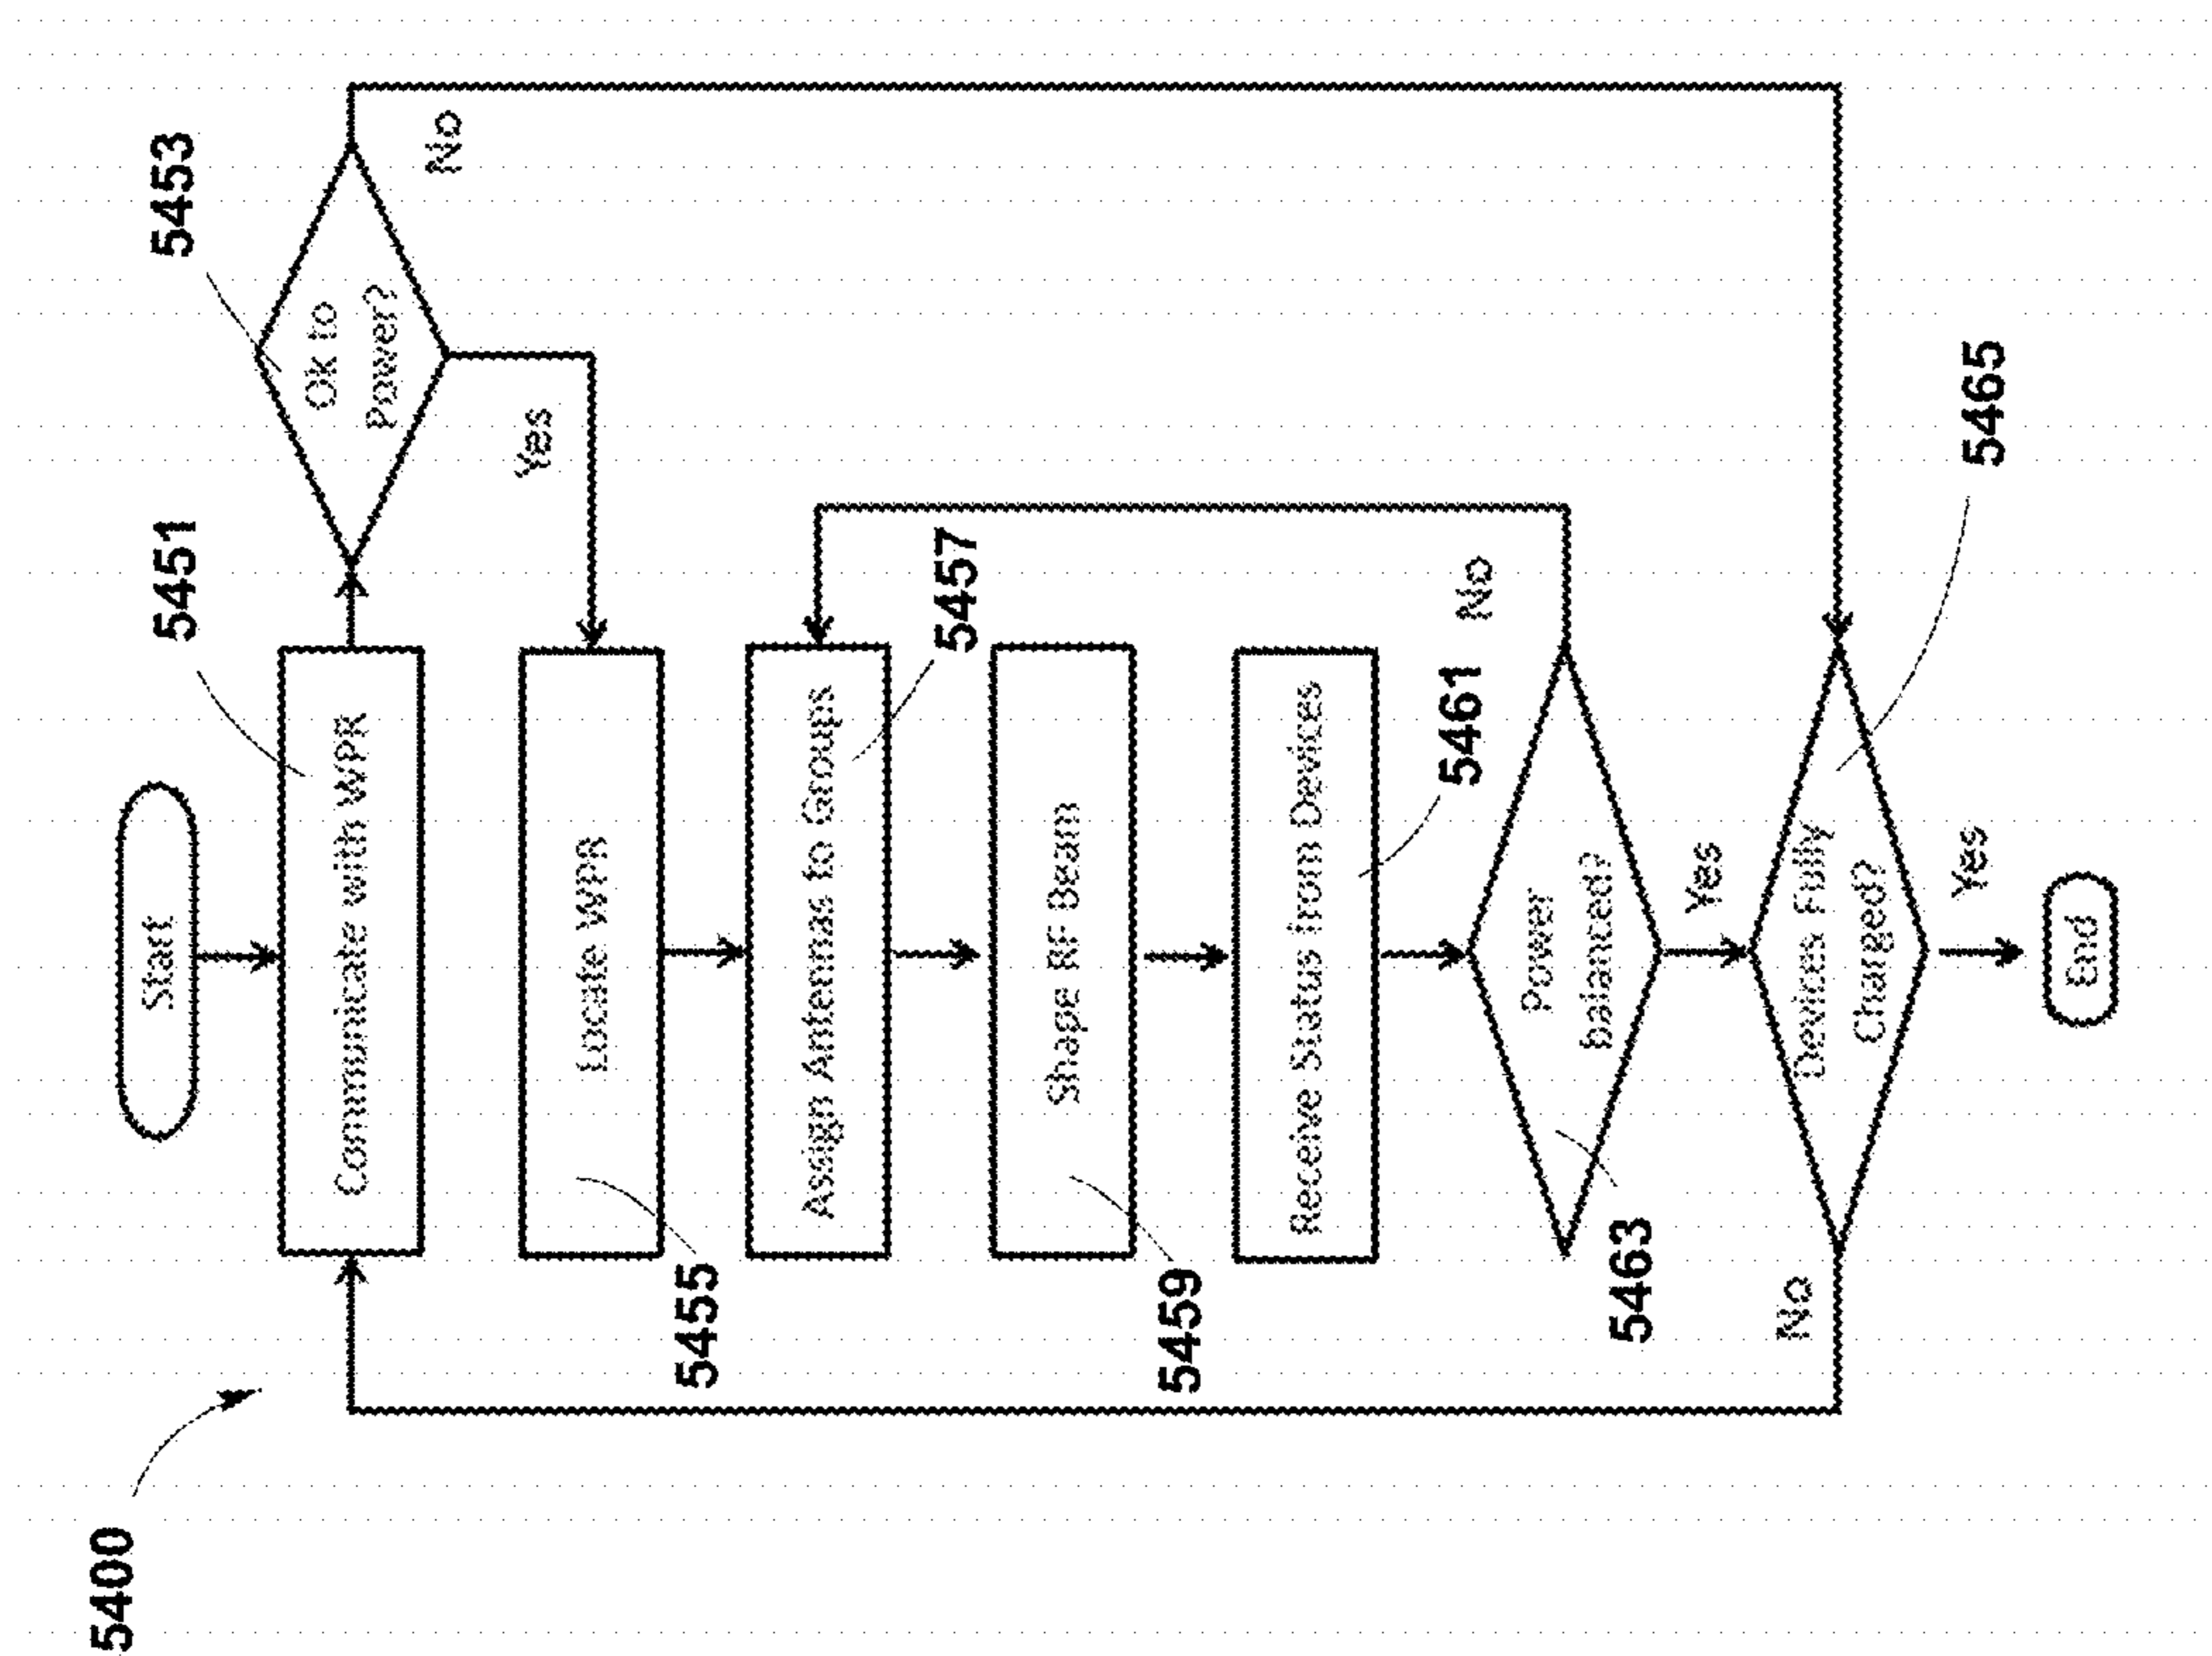 5400
Start
5451
Communicate with WPR
5453
Ok to
Power?
No
Yes
5455
Locate WPR
5457
Assign Antennas to Groups
5459
Shape RF Beam
Receive Status from Devices
5461
5463
Power
balanced?
No
Yes
5465
Devices Fully
Charged?
No
Yes
End